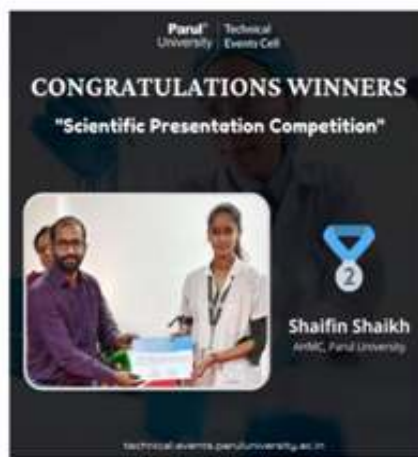 Parul® Technical
University Events Cell
CONGRATULATIONS WINNERS
"Scientific Presentation Competition"
2
Shaifin Shaikh
AHMC, Parul University
technical.events.paruluniversity.ac.in